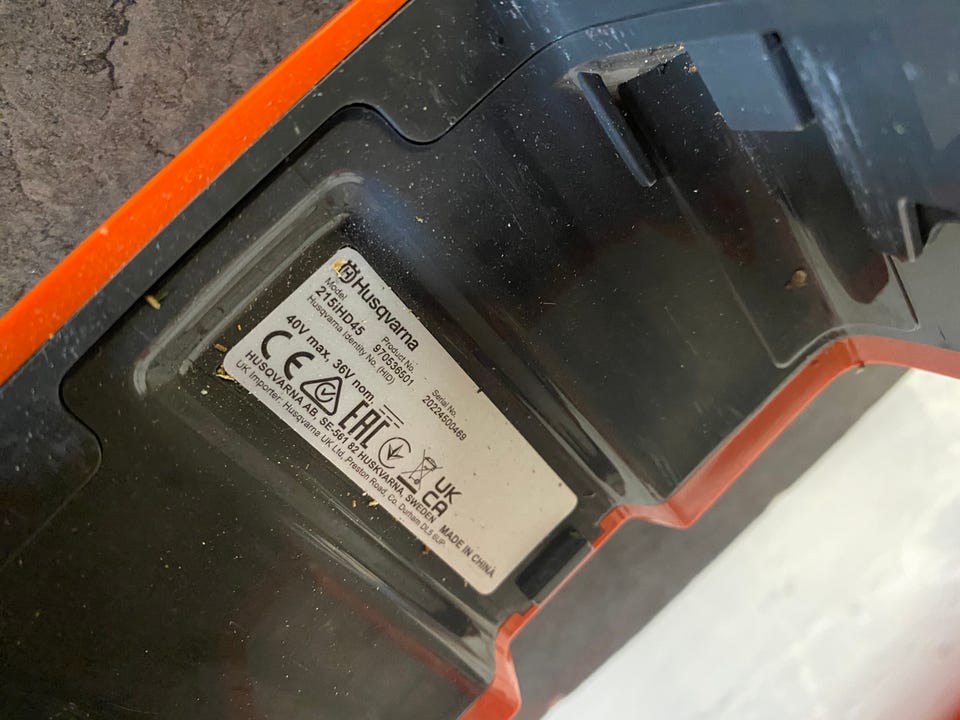 Husqvarna
Model
215iHD45
Product No.
970536501
Serial No.
20224500469
Husqvarna Identity No. (HID)
40V max, 36V nom.
CE
EAC
UK
CA
HUSQVARNA AB, SE-561 82 HUSKVARNA, SWEDEN MADE IN CHINA
UK Importer: Husqvarna UK Ltd, Preston Road, Co. Durham DL5 6UP